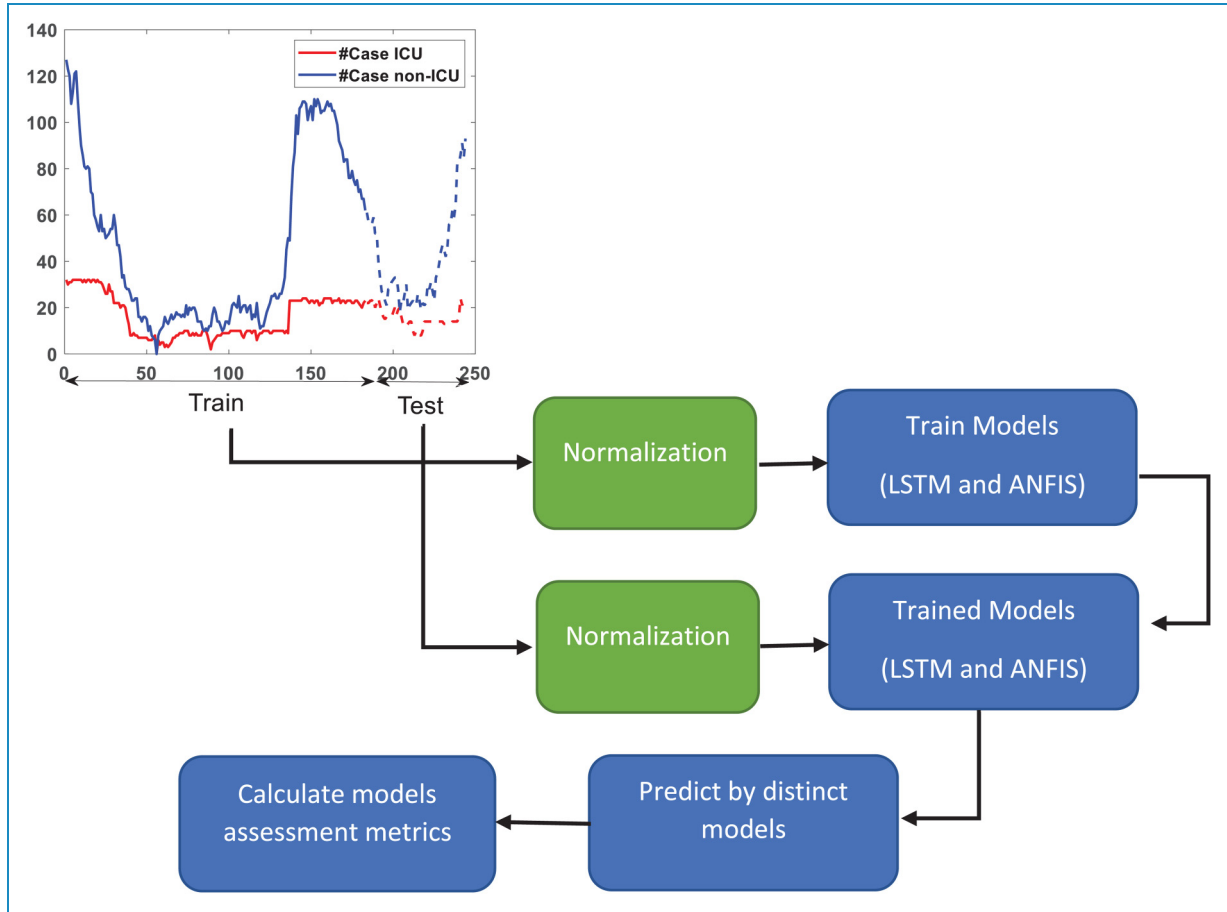 140
120
100
80
60
40
20
0
#Case ICU
#Case non-ICU
0 50 100 150 200 250
Train Test
Normalization
Train Models
(LSTM and ANFIS)
Normalization
Trained Models
(LSTM and ANFIS)
Predict by distinct
models
Calculate models
assessment metrics